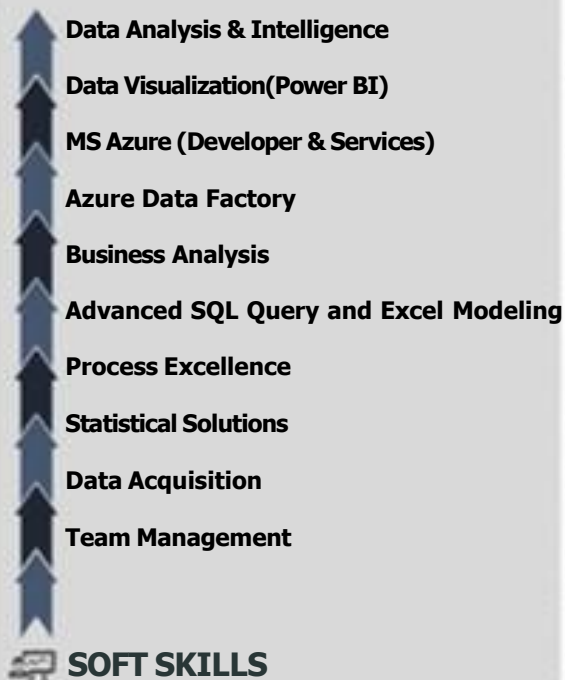 Data Analysis & Intelligence
Data Visualization(Power BI)
MS Azure (Developer & Services)
Azure Data Factory
Business Analysis
Advanced SQL Query and Excel Modeling
Process Excellence
Statistical Solutions
Data Acquisition
Team Management
SOFT SKILLS